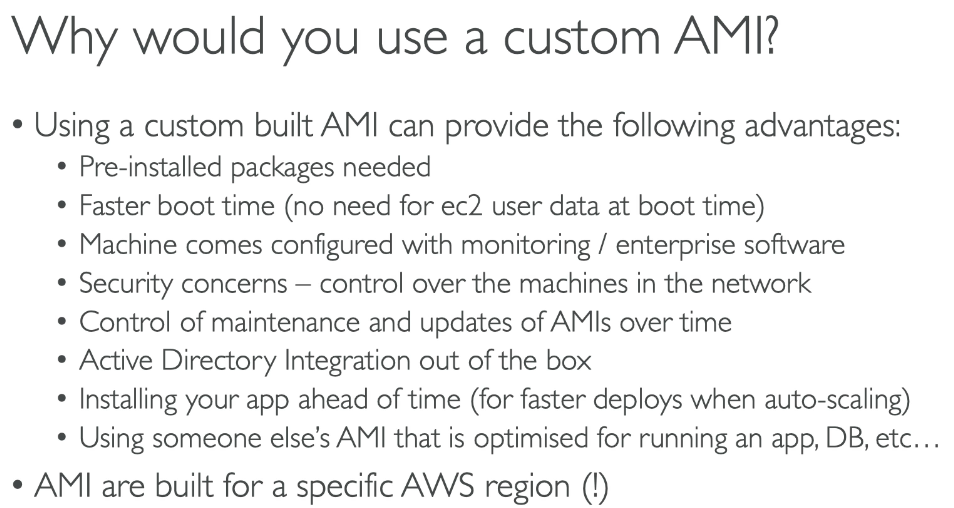 Why would you use a custom AMI?
• Using a custom built AMI can provide the following advantages:
• Pre-installed packages needed
• Faster boot time (no need for ec2 user data at boot time)
• Machine comes configured with monitoring / enterprise software
• Security concerns – control over the machines in the network
• Control of maintenance and updates of AMIs over time
• Active Directory Integration out of the box
• Installing your app ahead of time (for faster deploys when auto-scaling)
• Using someone else's AMI that is optimised for running an app, DB, etc…
• AMI are built for a specific AWS region (!)